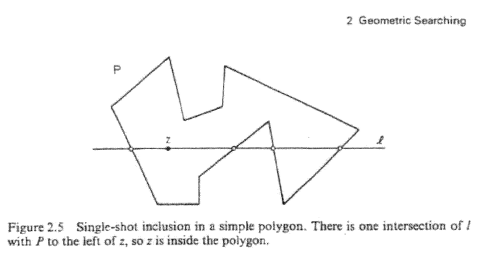 2 Geometric Searching
P
z
l
Figure 2.5 Single-shot inclusion in a simple polygon. There is one intersection of l
with P to the left of z, so z is inside the polygon.